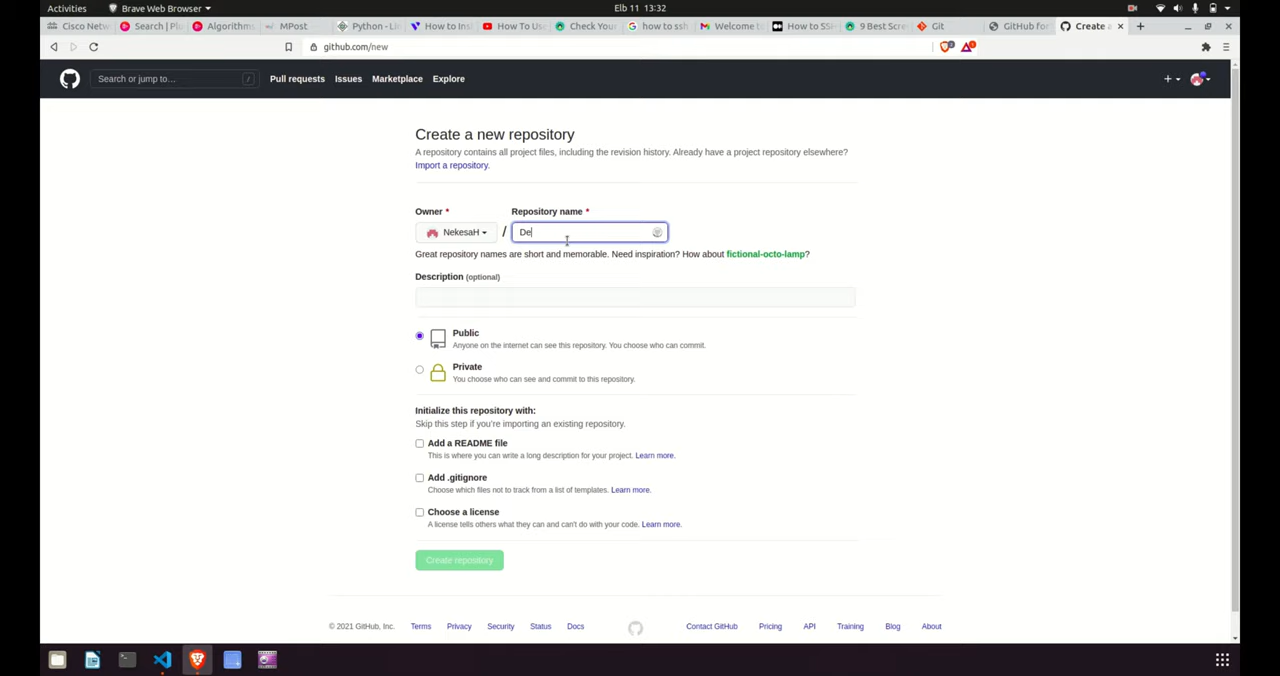 Activities Brave Web Browser Elb 11 13:32
Cisco Netw Search | Plu Algorithms MPost Python - Li How to Ins How To Use Check Your how to ssh Welcome to How to SSH 9 Best Scre Git GitHub for Create a
github.com/new
Search or jump to... / Pull requests Issues Marketplace Explore
Create a new repository
A repository contains all project files, including the revision history. Already have a project repository elsewhere?
Import a repository.
Owner * Repository name *
NekesaH / De
Great repository names are short and memorable. Need inspiration? How about fictional-octo-lamp?
Description (optional)
Public
Anyone on the internet can see this repository. You choose who can commit.
Private
You choose who can see and commit to this repository.
Initialize this repository with:
Skip this step if you're importing an existing repository.
Add a README file
This is where you can write a long description for your project. Learn more.
Add .gitignore
Choose which files not to track from a list of templates. Learn more.
Choose a license
A license tells others what they can and can't do with your code. Learn more.
Create repository
© 2021 GitHub, Inc. Terms Privacy Security Status Docs Contact GitHub Pricing API Training Blog About